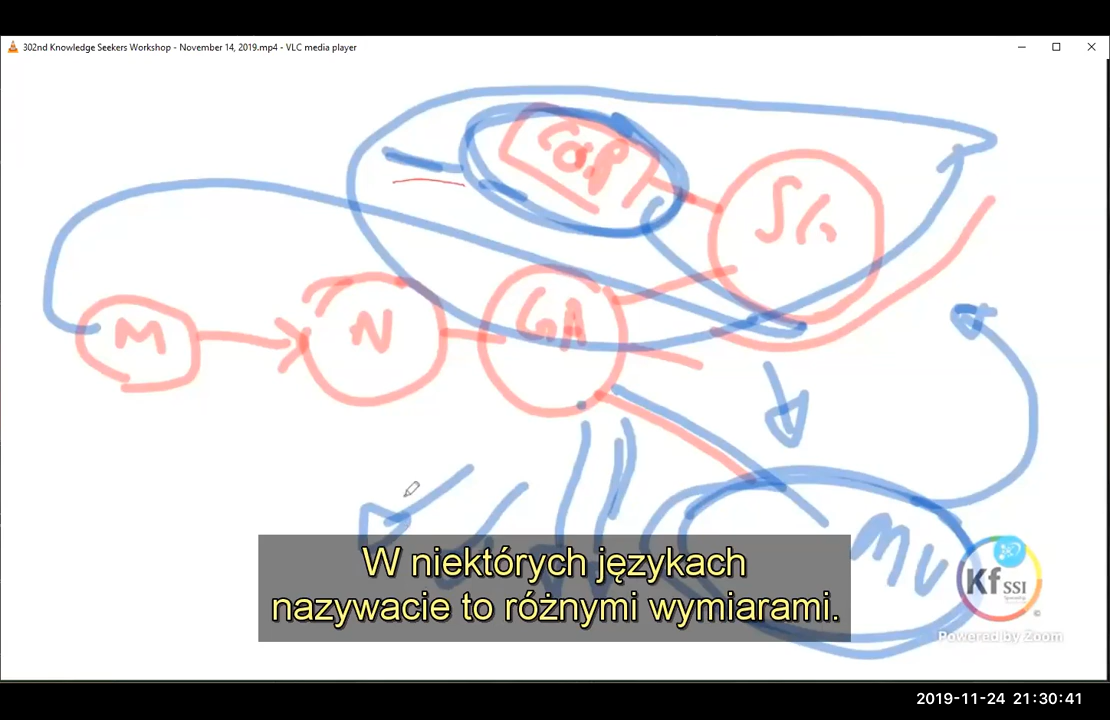 302nd Knowledge Seekers Workshop - November 14, 2019.mp4 - VLC media player
M
N
GA
MU
W niektórych językach
nazywacie to różnymi wymiarami.
Kf SSI
Powered by Zoom
2019-11-24 21:30:41